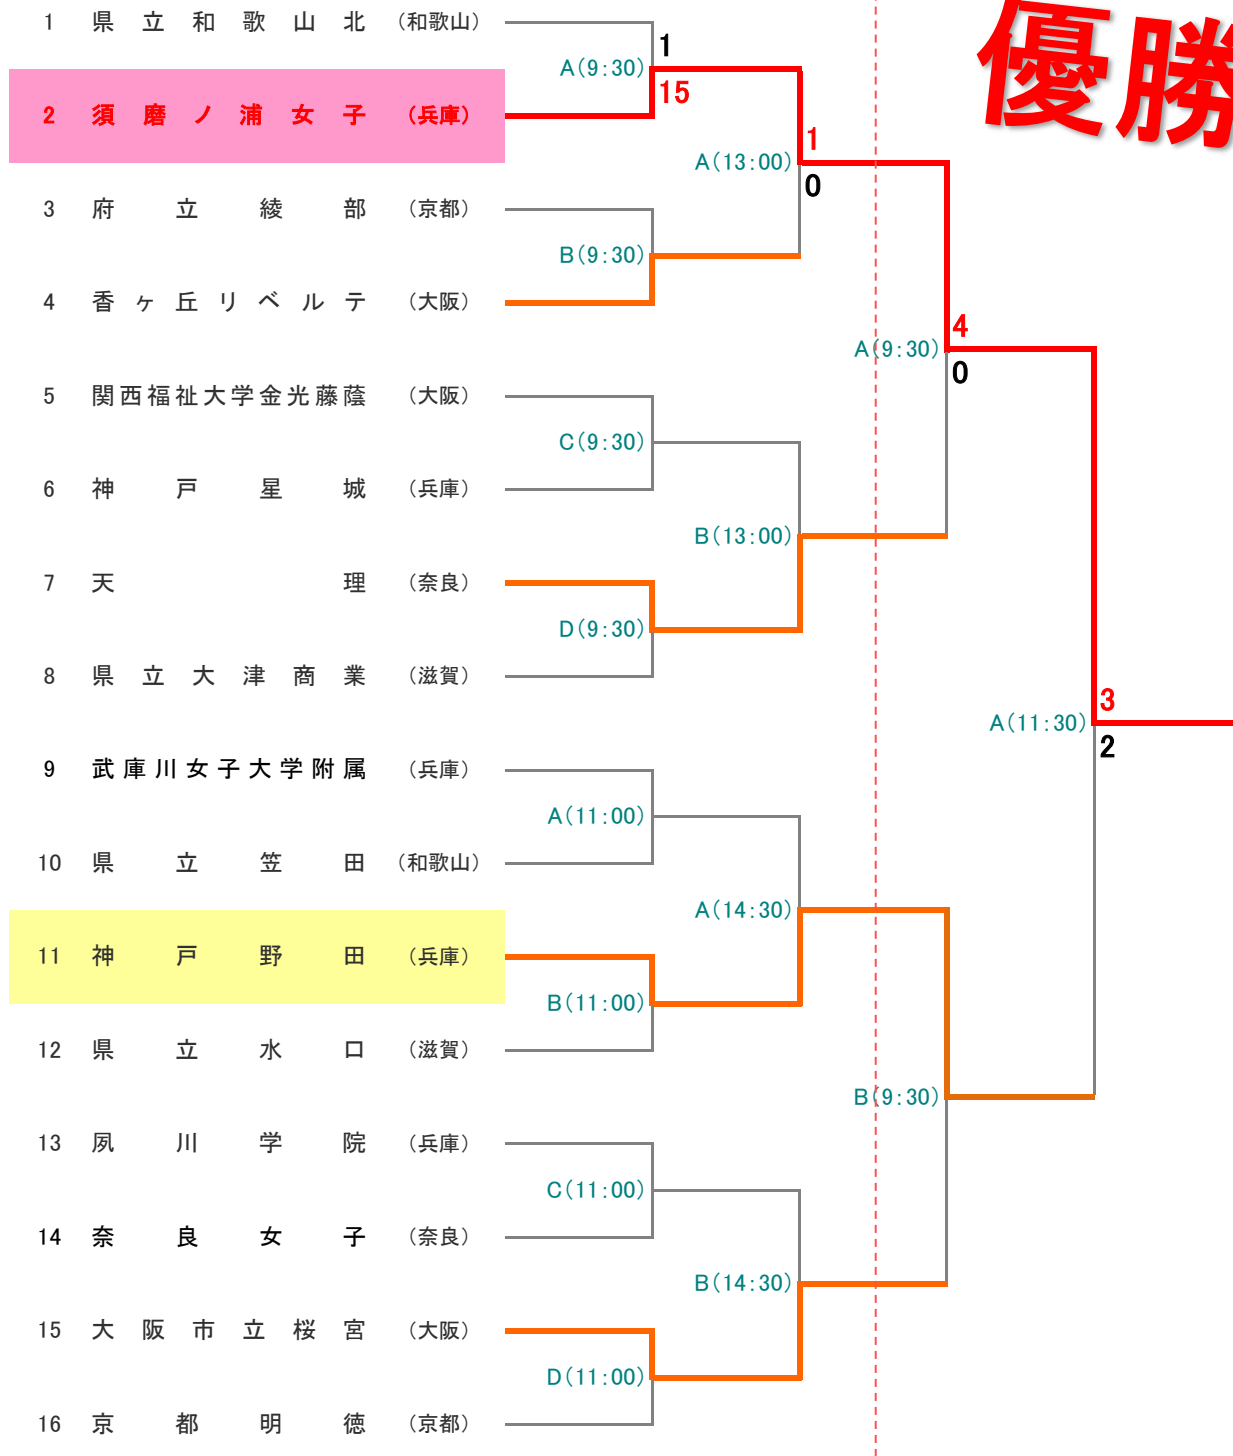 優勝
1 県立和歌山北 (和歌山)
1
A(9:30)
15
2 須磨ノ浦女子 (兵庫)
1
A(13:00)
0
3 府立綾部 (京都)
B(9:30)
4 香ヶ丘リベルテ (大阪)
4
A(9:30)
0
5 関西福祉大学金光藤蔭 (大阪)
C(9:30)
6 神戸星城 (兵庫)
B(13:00)
7 天理 (奈良)
D(9:30)
8 県立大津商業 (滋賀)
3
A(11:30)
2
9 武庫川女子大学附属 (兵庫)
A(11:00)
10 県立笠田 (和歌山)
A(14:30)
11 神戸野田 (兵庫)
B(11:00)
12 県立水口 (滋賀)
B(9:30)
13 夙川学院 (兵庫)
C(11:00)
14 奈良女子 (奈良)
B(14:30)
15 大阪市立桜宮 (大阪)
D(11:00)
16 京都明徳 (京都)